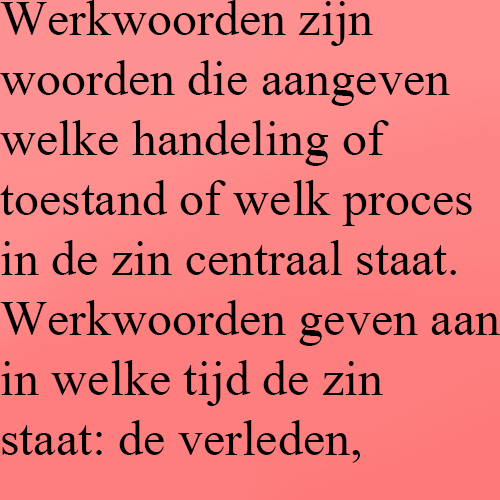 Werkwoorden zijn
woorden die aangeven
welke handeling of
toestand of welk proces
in de zin centraal staat.
Werkwoorden geven aan
in welke tijd de zin
staat: de verleden,